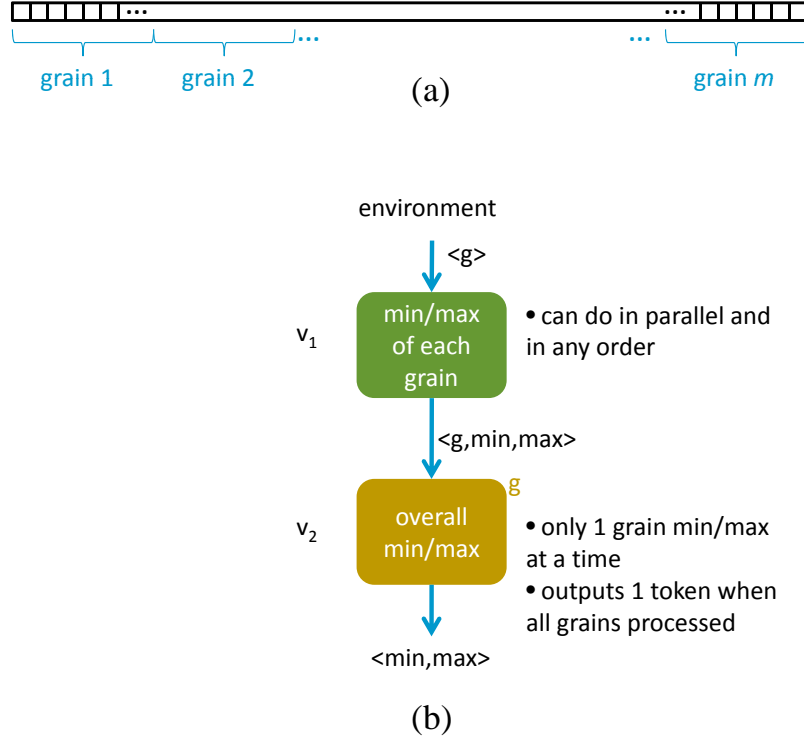 ... ...
... ...
grain 1 grain 2 grain m
(a)
environment
<g>
v1
min/max
of each
grain
• can do in parallel and
in any order
<g,min,max>
g
v2
overall
min/max
• only 1 grain min/max
at a time
• outputs 1 token when
all grains processed
<min,max>
(b)